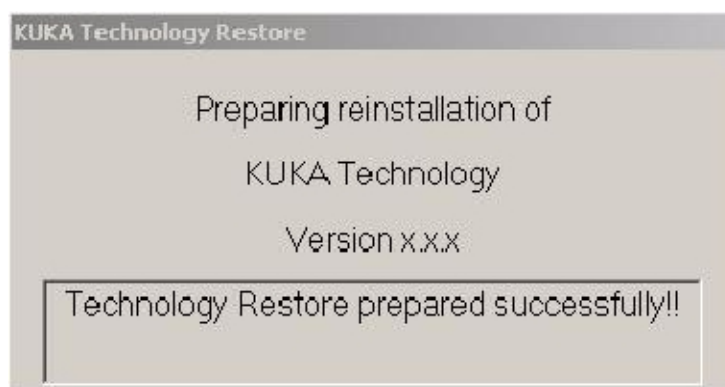 KUKA Technology Restore
Preparing reinstallation of
KUKA Technology
Version x.x.x
Technology Restore prepared successfully!!